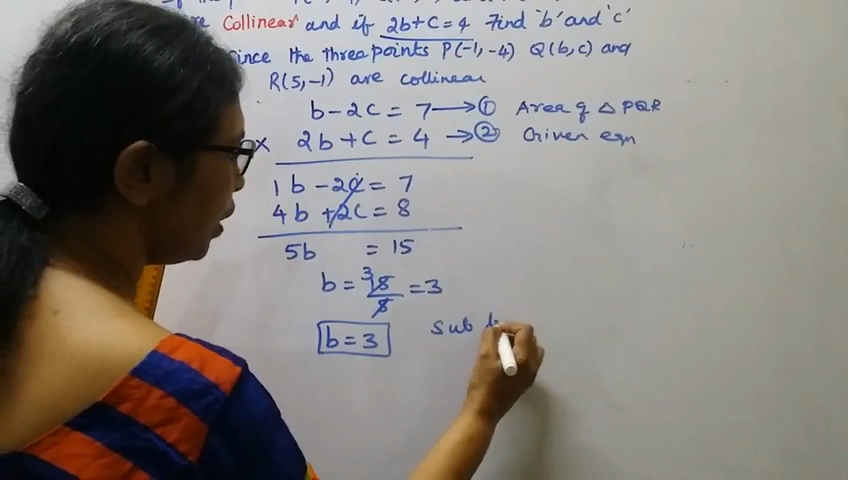 Collinear and if 2b+c=4 Find 'b' and 'c'
ince the three points P(-1,-4) Q(b,c) and
R(5,-1) are collinear
b-2c = 7 → ① Area of △ PQR
x 2b+c = 4 → ② Given eqn
1b-2c = 7
4b+2c = 8
5b = 15
b = 3 15/5 = 3
b = 3 Sub